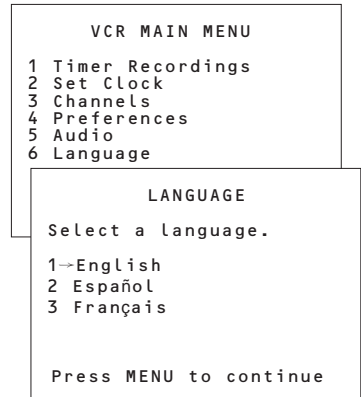 VCR MAIN MENU
1 Timer Recordings
2 Set Clock
3 Channels
4 Preferences
5 Audio
6 Language
LANGUAGE
Select a language.
1→English
2 Español
3 Français
Press MENU to continue